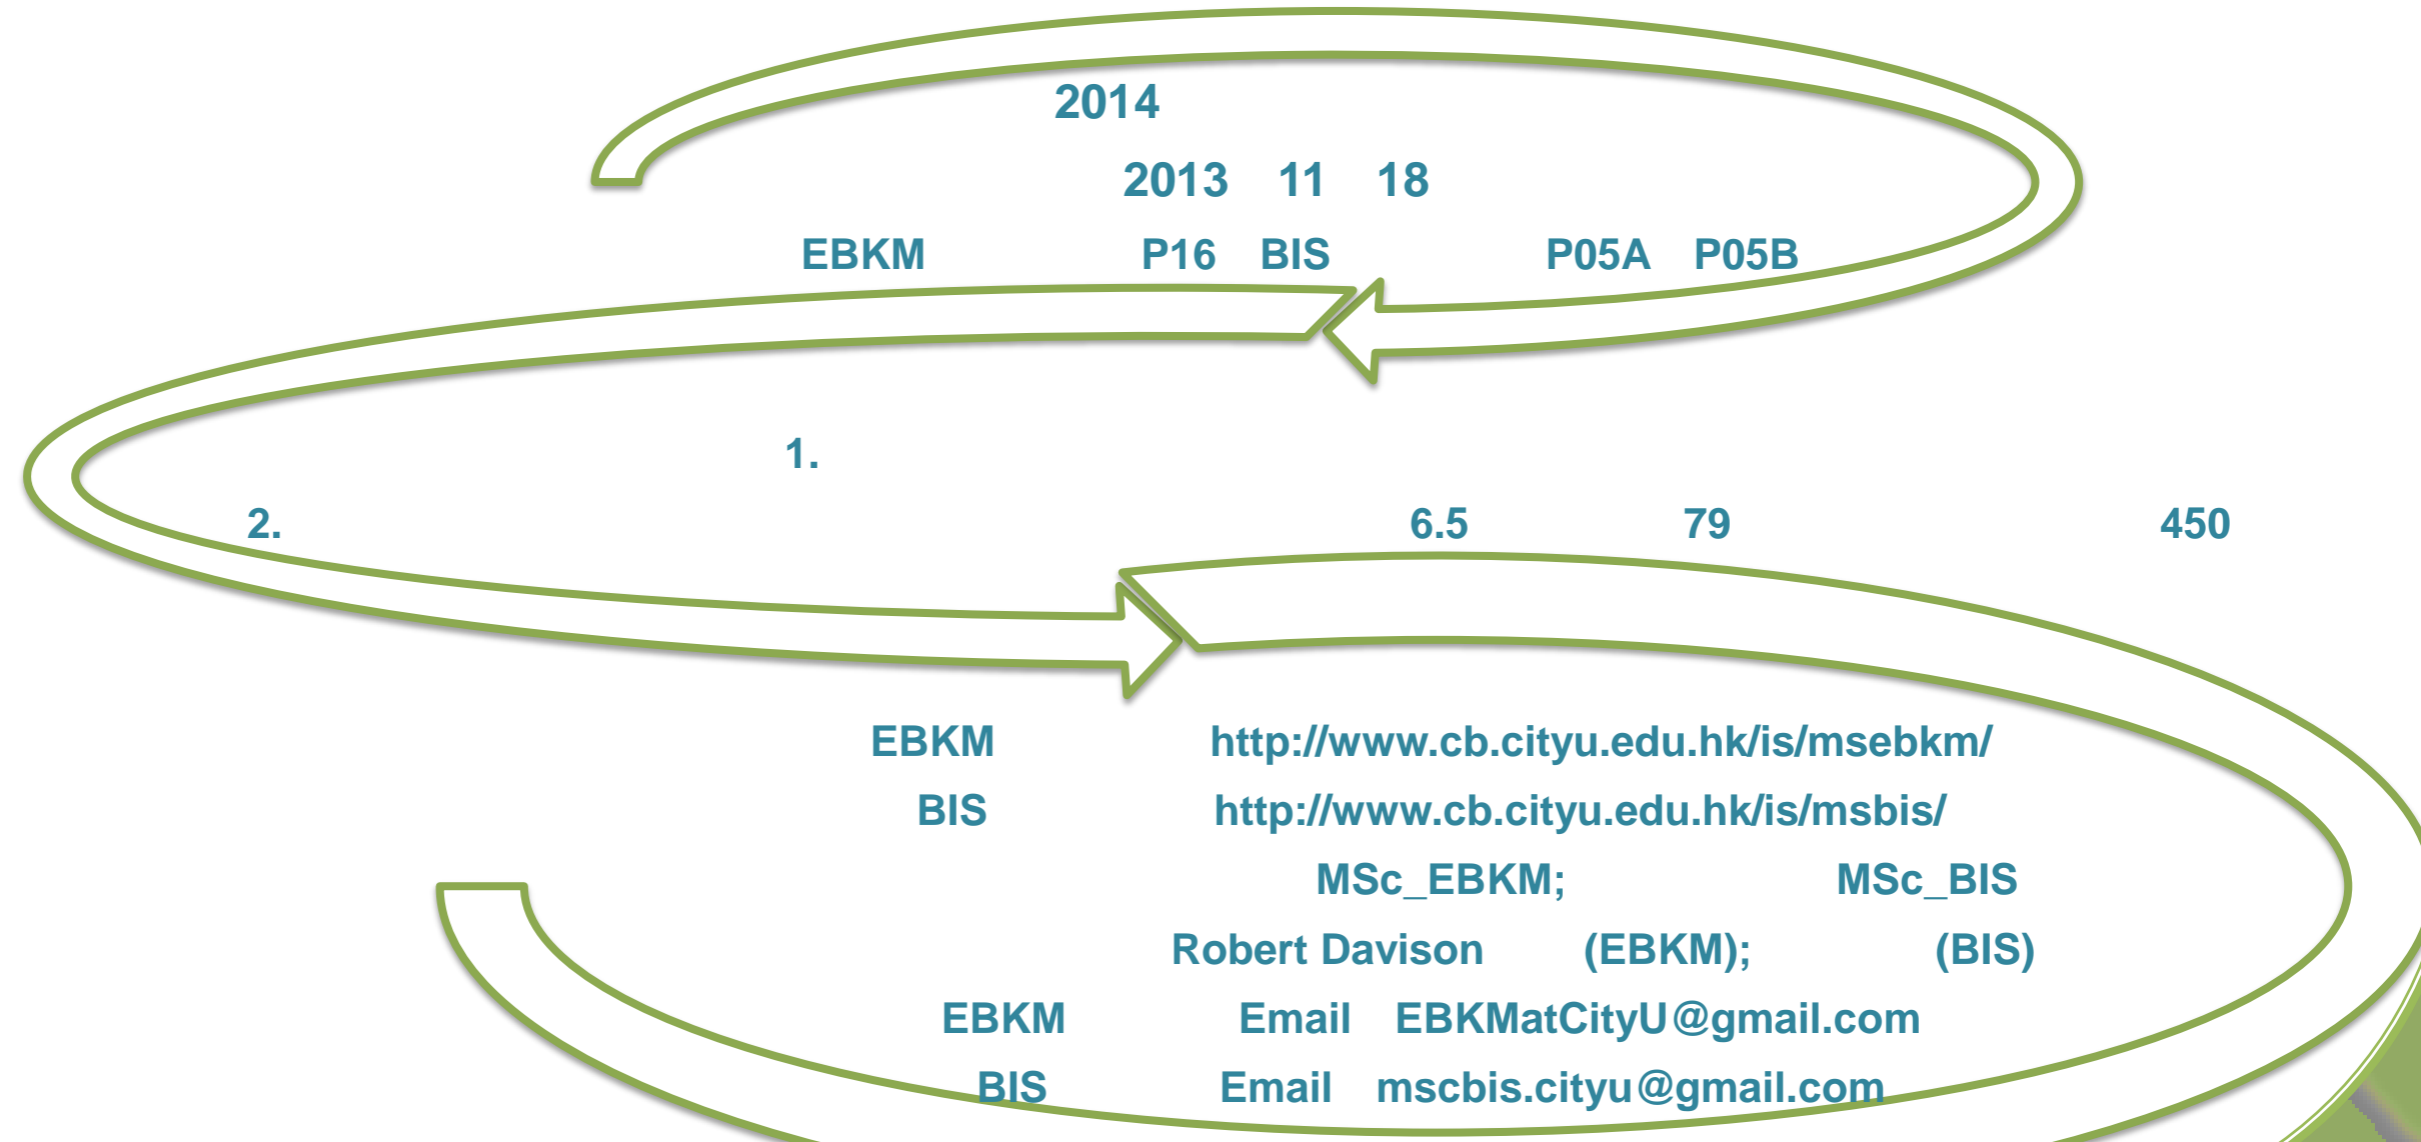 2014
2013 11 18
EBKM P16 BIS P05A P05B
1.
2. 6.5 79 450
EBKM http://www.cb.cityu.edu.hk/is/msebkm/
BIS http://www.cb.cityu.edu.hk/is/msbis/
MSc_EBKM; MSc_BIS
Robert Davison (EBKM); (BIS)
EBKM Email EBKMatCityU@gmail.com
BIS Email mscbis.cityu@gmail.com